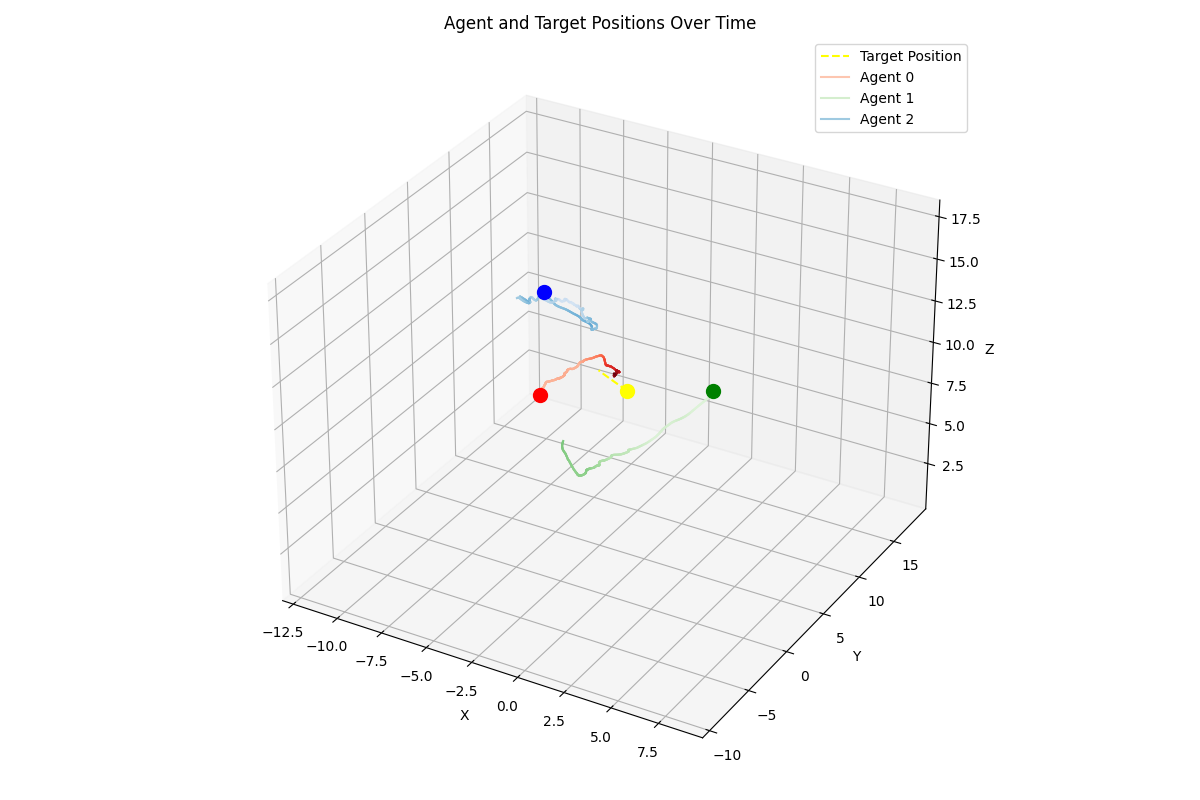 Agent and Target Positions Over Time
Target Position
Agent 0
Agent 1
Agent 2
17.5
15.0
12.5
10.0
Z
7.5
5.0
2.5
15
10
5
Y
0
−5
−10
−12.5
−10.0
−7.5
−5.0
−2.5
X
0.0
2.5
5.0
7.5